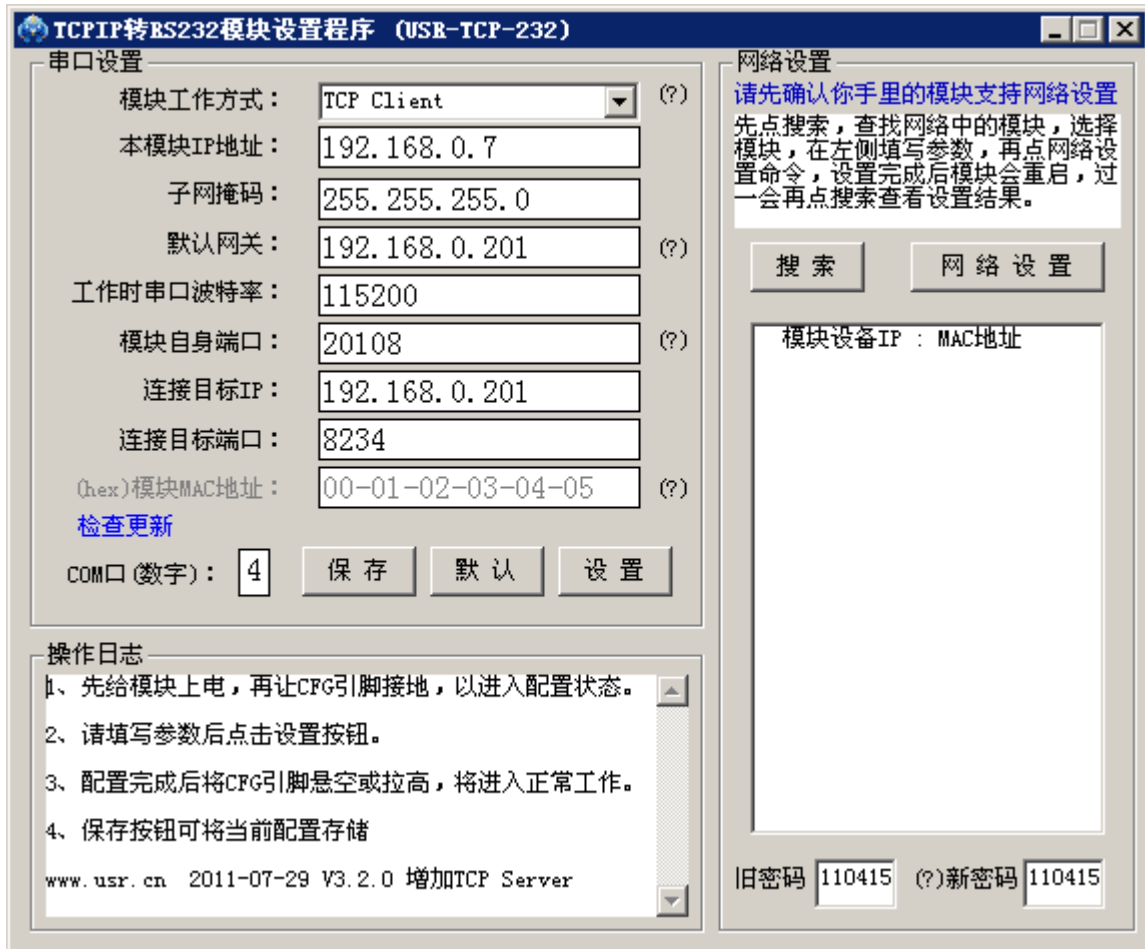 TCPIP转RS232模块设置程序 (USR-TCP-232)
串口设置
模块工作方式： TCP Client (?)
本模块IP地址： 192.168.0.7
子网掩码： 255.255.255.0
默认网关： 192.168.0.201 (?)
工作时串口波特率： 115200
模块自身端口： 20108 (?)
连接目标IP： 192.168.0.201
连接目标端口： 8234
(hex)模块MAC地址： 00-01-02-03-04-05 (?)
检查更新
COM口(数字)： 4 保存 默认 设置
操作日志
1、先给模块上电，再让CFG引脚接地，以进入配置状态。
2、请填写参数后点击设置按钮。
3、配置完成后将CFG引脚悬空或拉高，将进入正常工作。
4、保存按钮可将当前配置存储
www.usr.cn 2011-07-29 V3.2.0 增加TCP Server
网络设置
请先确认你手里的模块支持网络设置
先点搜索，查找网络中的模块，选择
模块，在左侧填写参数，再点网络设
置命令，设置完成后模块会重启，过
一会再点搜索查看设置结果。
搜索 网络设置
模块设备IP : MAC地址
旧密码 110415 (?)新密码 110415